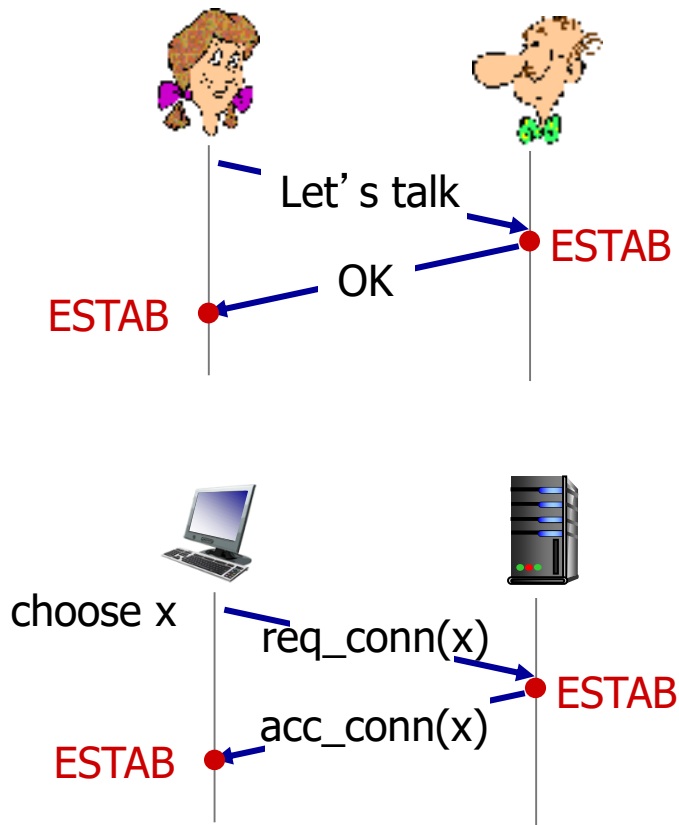 Let’s talk
ESTAB
OK
ESTAB
choose x
req_conn(x)
ESTAB
acc_conn(x)
ESTAB